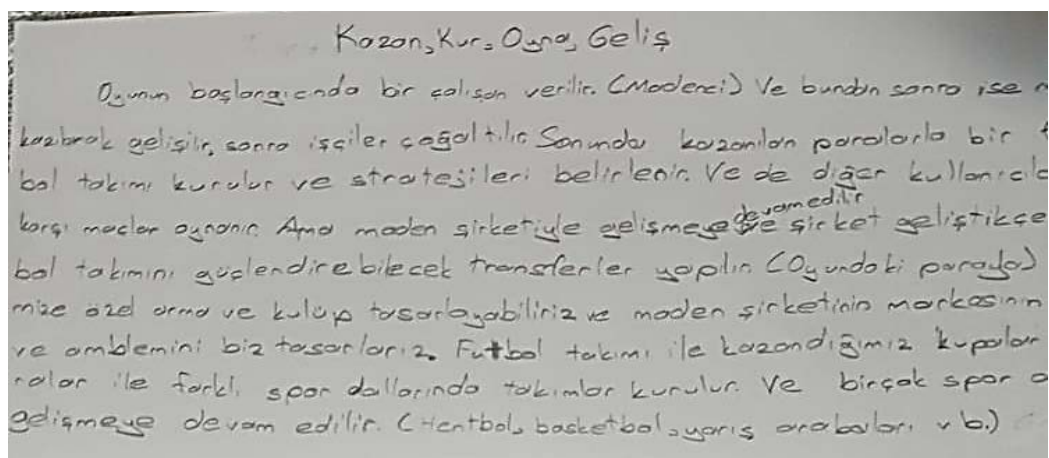 Kazan, Kur, Oyna, Geliş
Oyunun başlangıcında bir çalışan verilir. (Madenci) Ve bundan sonra ise
kazılarak gelişilir, sonra işçiler çoğaltılır. Sonunda kazanılan paralarla bir
bol takımı kurulur ve stratejileri belirlenir. Ve de diğer kullanıcıla
karşı maçlar oynanır. Ama maden şirketiyle gelişmeye devam edilir ve şirket geliştikçe
bol takımını güçlendirebilecek transferler yapılır. (Oyundaki parayla)
mize özel arma ve kulüp tasarlayabiliriz ve maden şirketinin markasının
ve amblemini biz tasarlarız. Futbol takımı ile kazandığımız kupalar
ralar ile farklı spor dallarında takımlar kurulur. Ve birçok spor
gelişmeye devam edilir. (Hentbol, basketbol, yarış arabaları vb.)